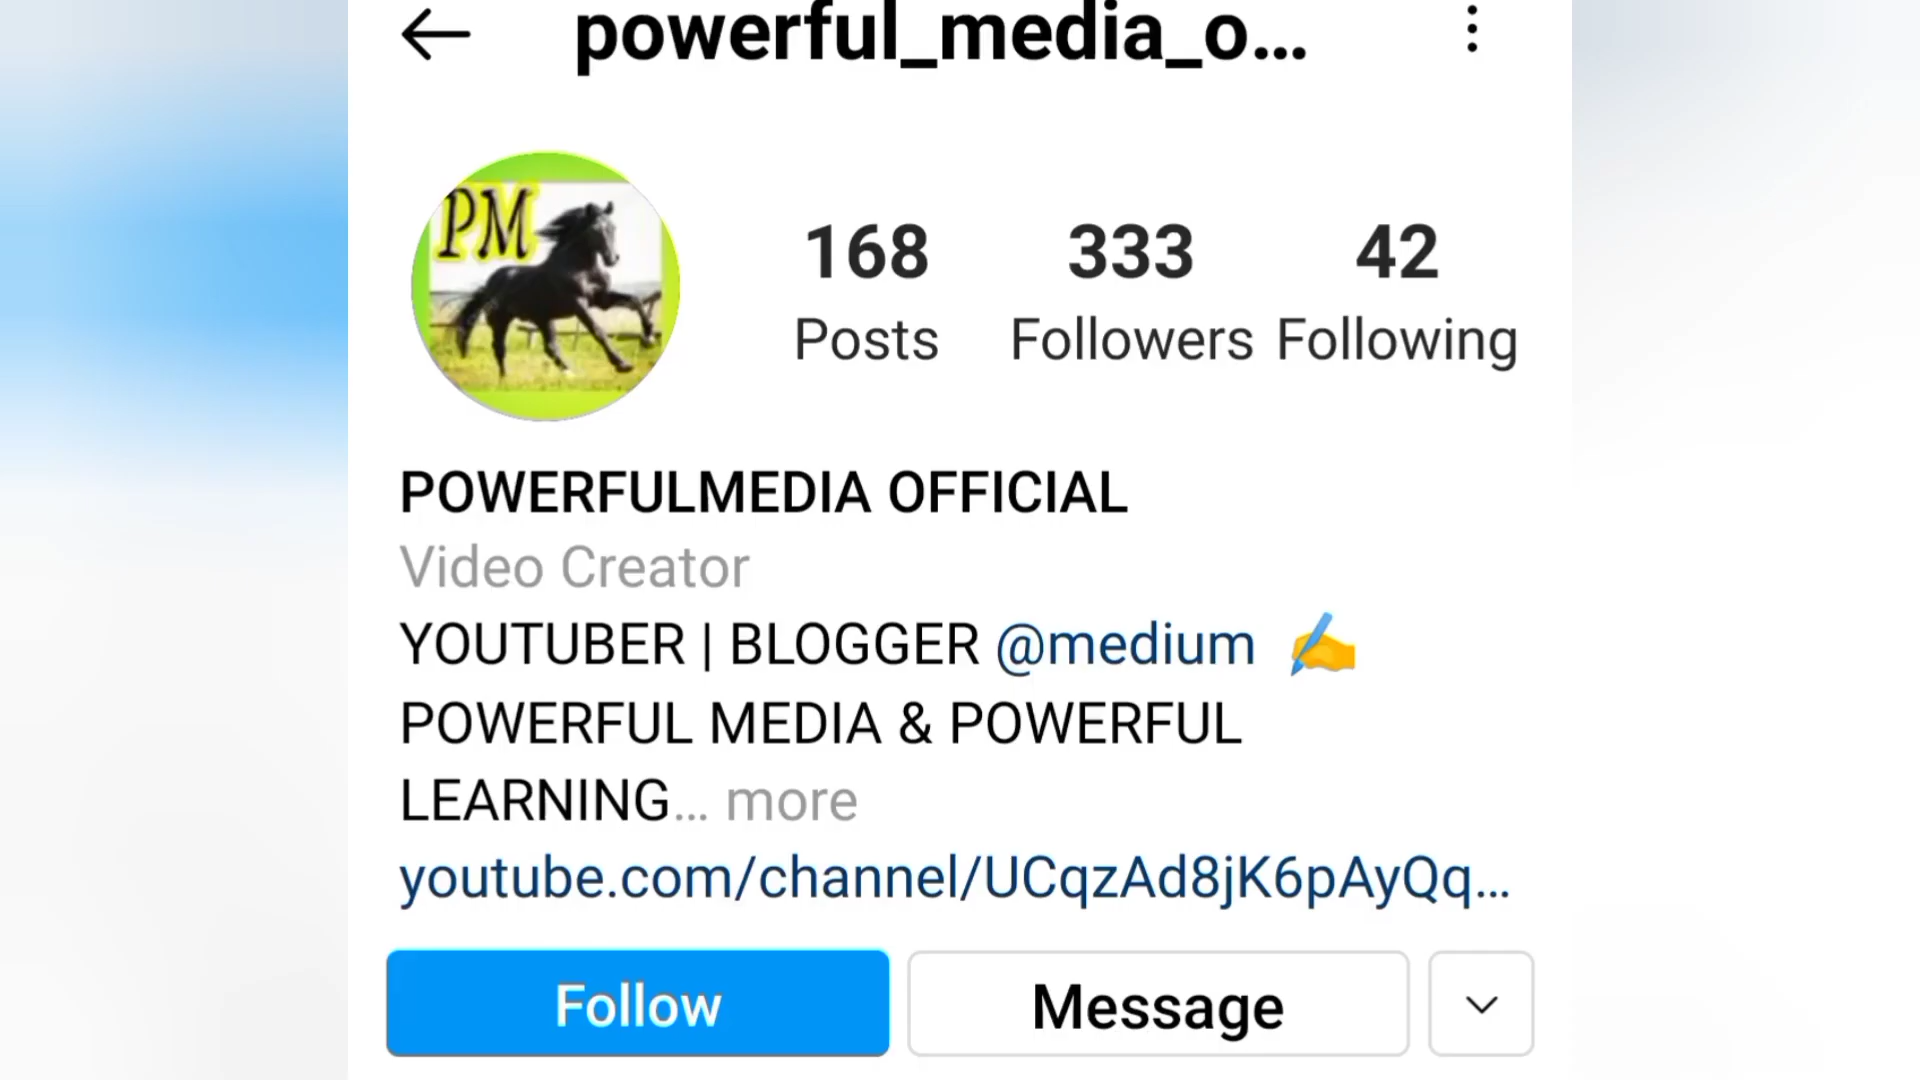 powerful_media_o...
PM
168 333 42
Posts Followers Following
POWERFULMEDIA OFFICIAL
Video Creator
YOUTUBER | BLOGGER @medium ✍
POWERFUL MEDIA & POWERFUL
LEARNING... more
youtube.com/channel/UCqzAd8jK6pAyQq...
Follow Message